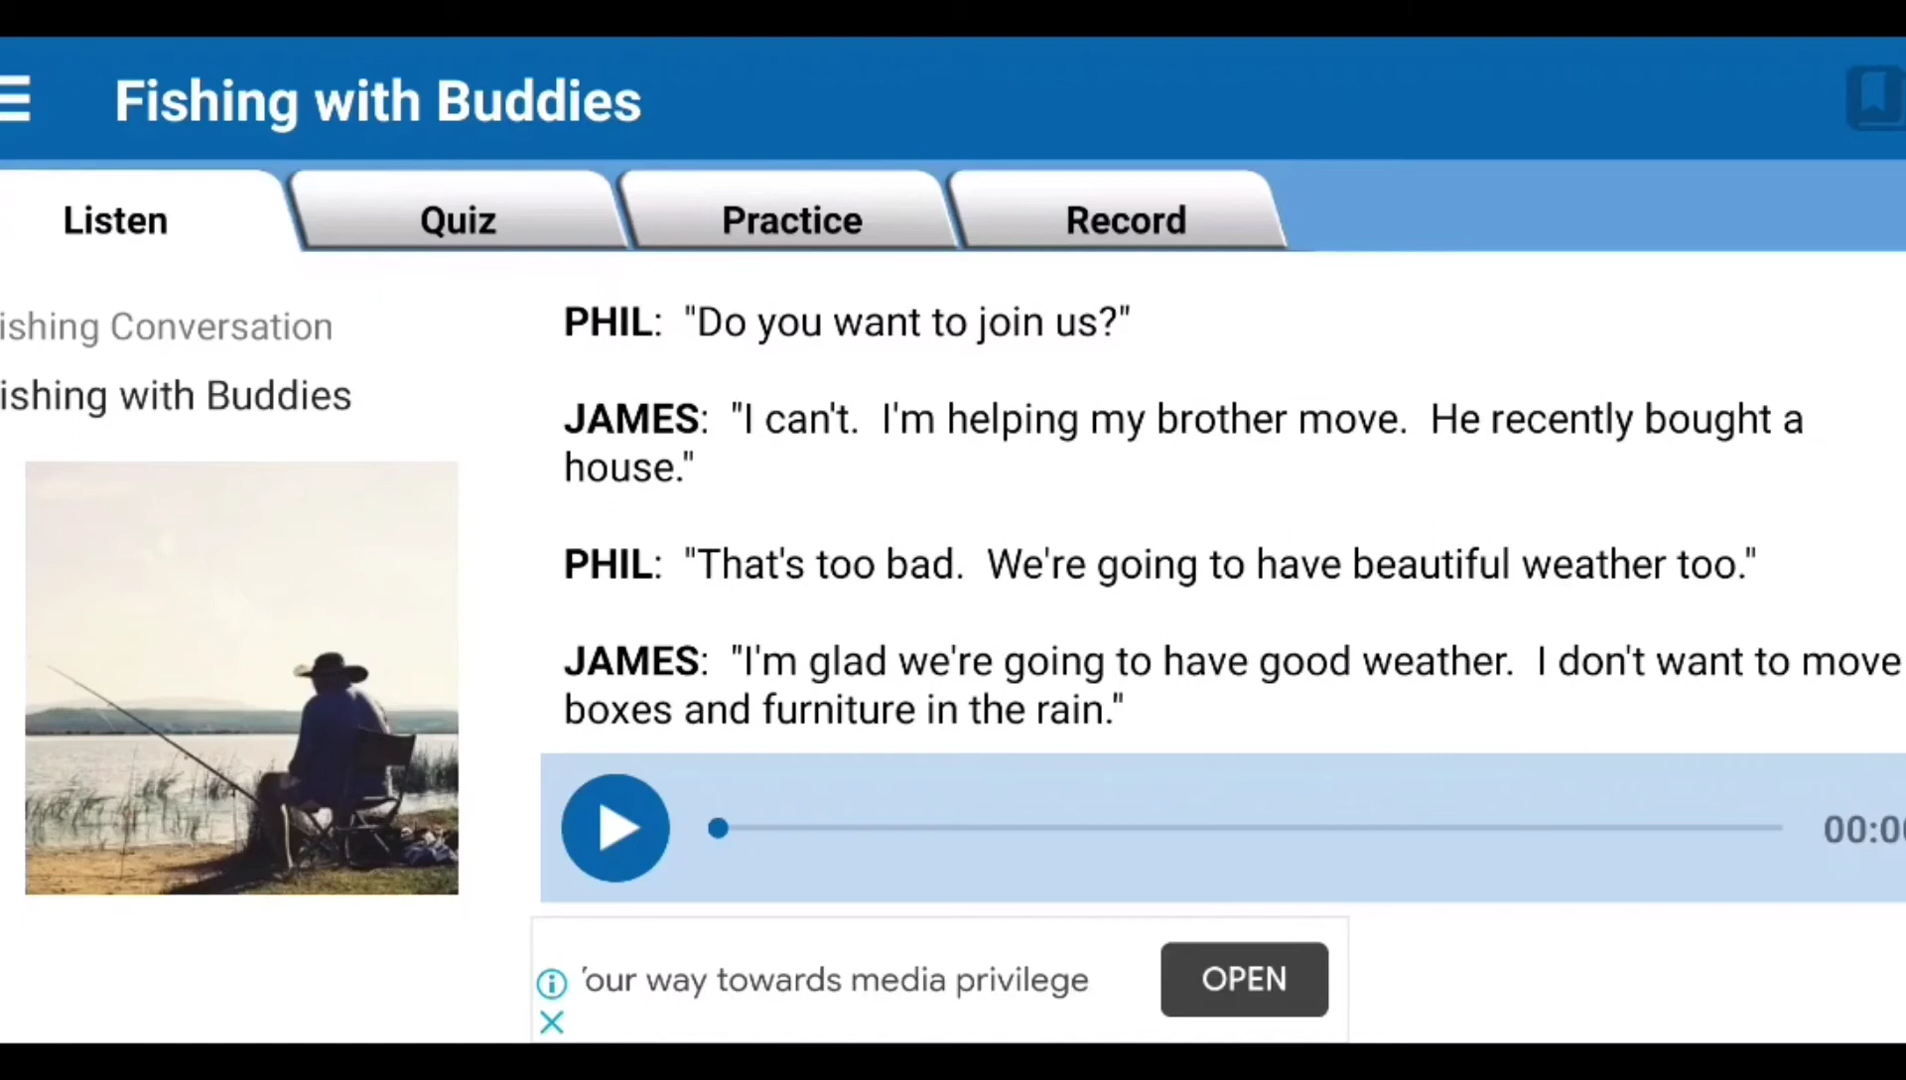 Fishing with Buddies
Listen
Quiz
Practice
Record
ishing Conversation
ishing with Buddies
PHIL: "Do you want to join us?"
JAMES: "I can't. I'm helping my brother move. He recently bought a
house."
PHIL: "That's too bad. We're going to have beautiful weather too."
JAMES: "I'm glad we're going to have good weather. I don't want to move
boxes and furniture in the rain."
00:0
our way towards media privilege
OPEN